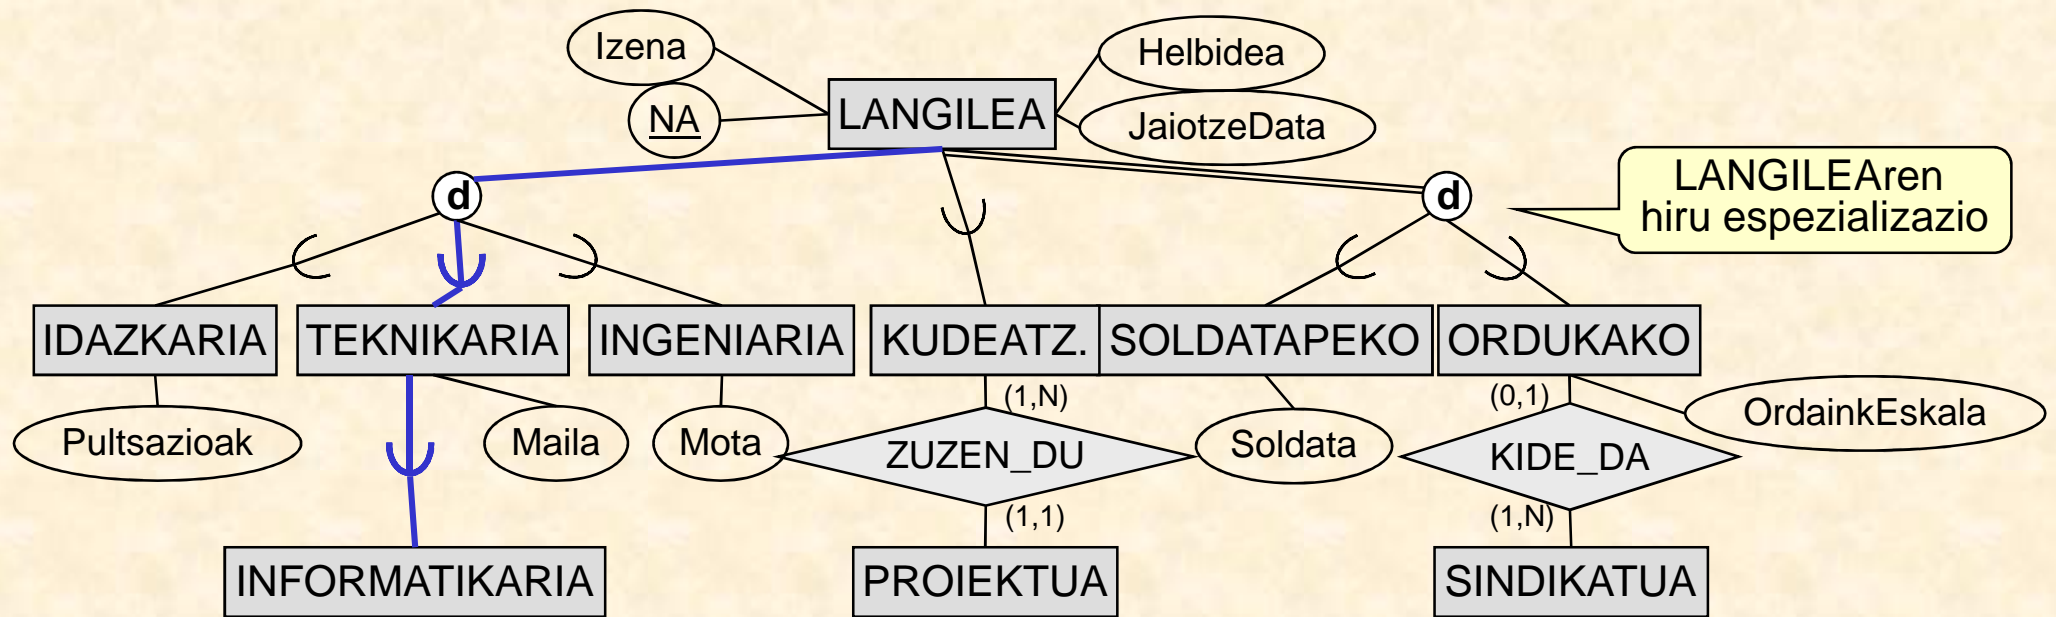 Izena
Helbidea
NA
LANGILEA
JaiotzeData
d
d
LANGILEAren
hiru espezializazio
IDAZKARIA
TEKNIKARIA
INGENIARIA
KUDEATZ.
SOLDATAPEKO
ORDUKAKO
(1,N)
(0,1)
Pultsazioak
Maila
Mota
ZUZEN_DU
Soldata
KIDE_DA
OrdainkEskala
(1,1)
(1,N)
INFORMATIKARIA
PROIEKTUA
SINDIKATUA